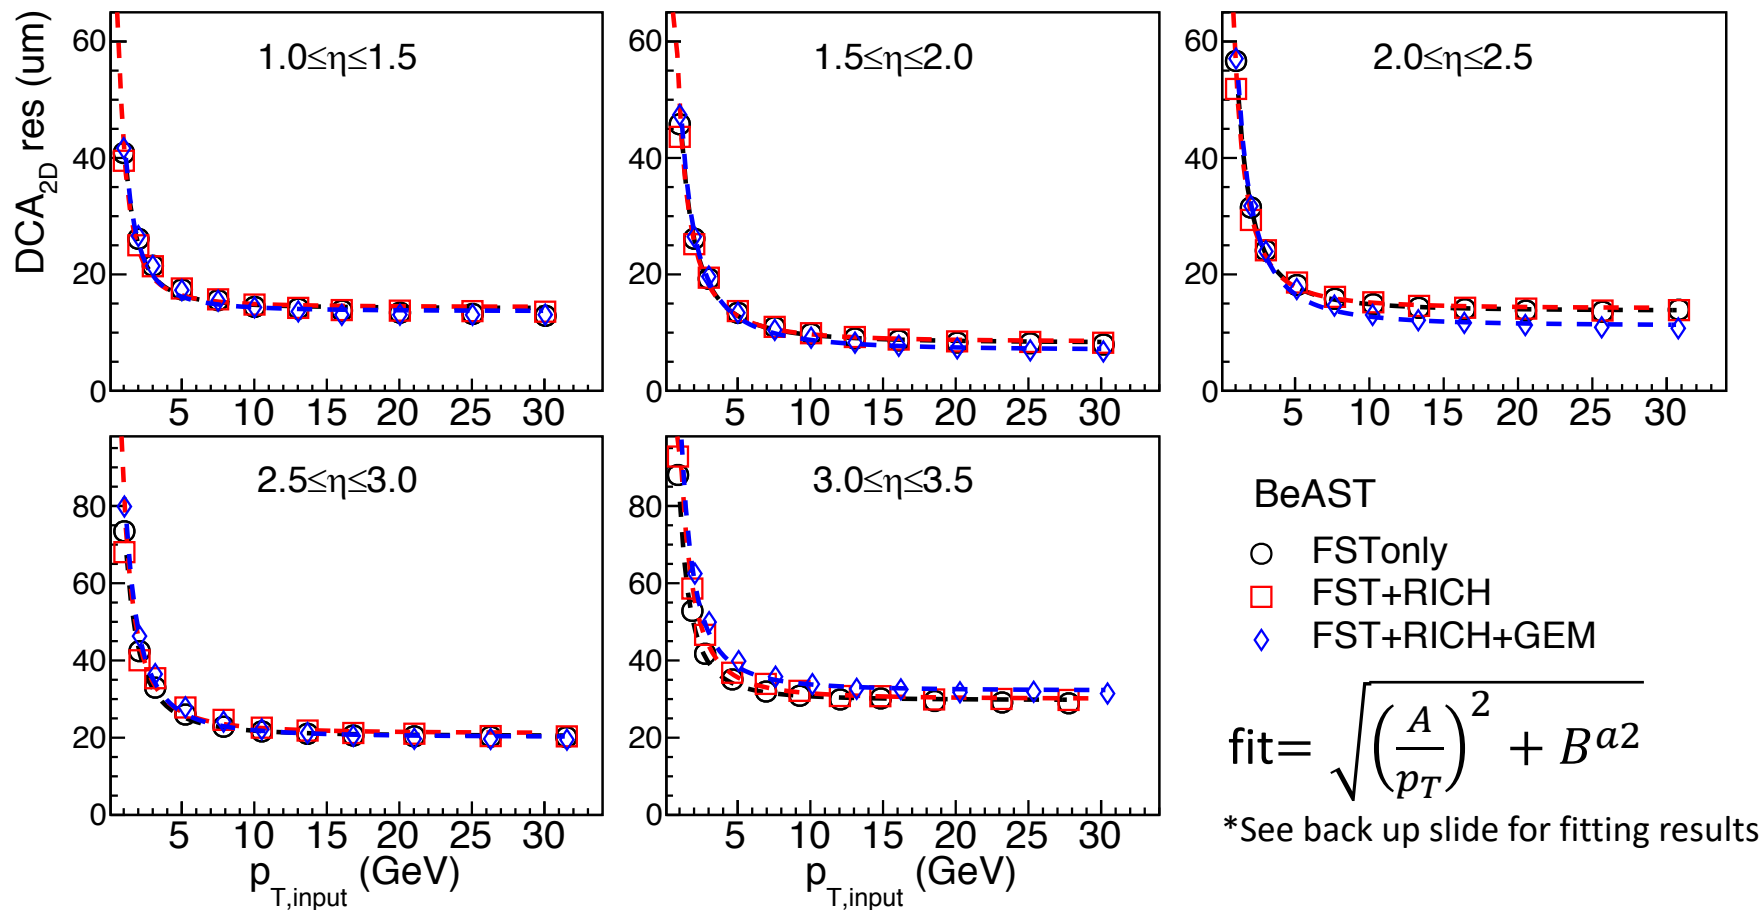 DCA2D res (um)
1.0≤η≤1.5
60
40
20
0
5 10 15 20 25 30
1.5≤η≤2.0
60
40
20
0
5 10 15 20 25 30
2.0≤η≤2.5
60
40
20
0
5 10 15 20 25 30
2.5≤η≤3.0
80
60
40
20
0
5 10 15 20 25 30
pT,input (GeV)
3.0≤η≤3.5
80
60
40
20
0
5 10 15 20 25 30
pT,input (GeV)
BeAST
FSTonly
FST+RICH
FST+RICH+GEM
fit= √((A/pT)^2 + B^a2)
*See back up slide for fitting results